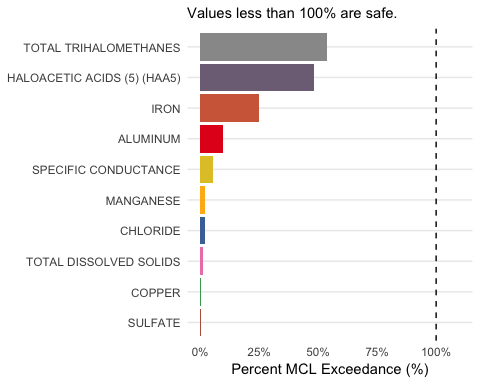 Values less than 100% are safe.
TOTAL TRIHALOMETHANES
HALOACETIC ACIDS (5) (HAA5)
IRON
ALUMINUM
SPECIFIC CONDUCTANCE
MANGANESE
CHLORIDE
TOTAL DISSOLVED SOLIDS
COPPER
SULFATE
0% 25% 50% 75% 100%
Percent MCL Exceedance (%)